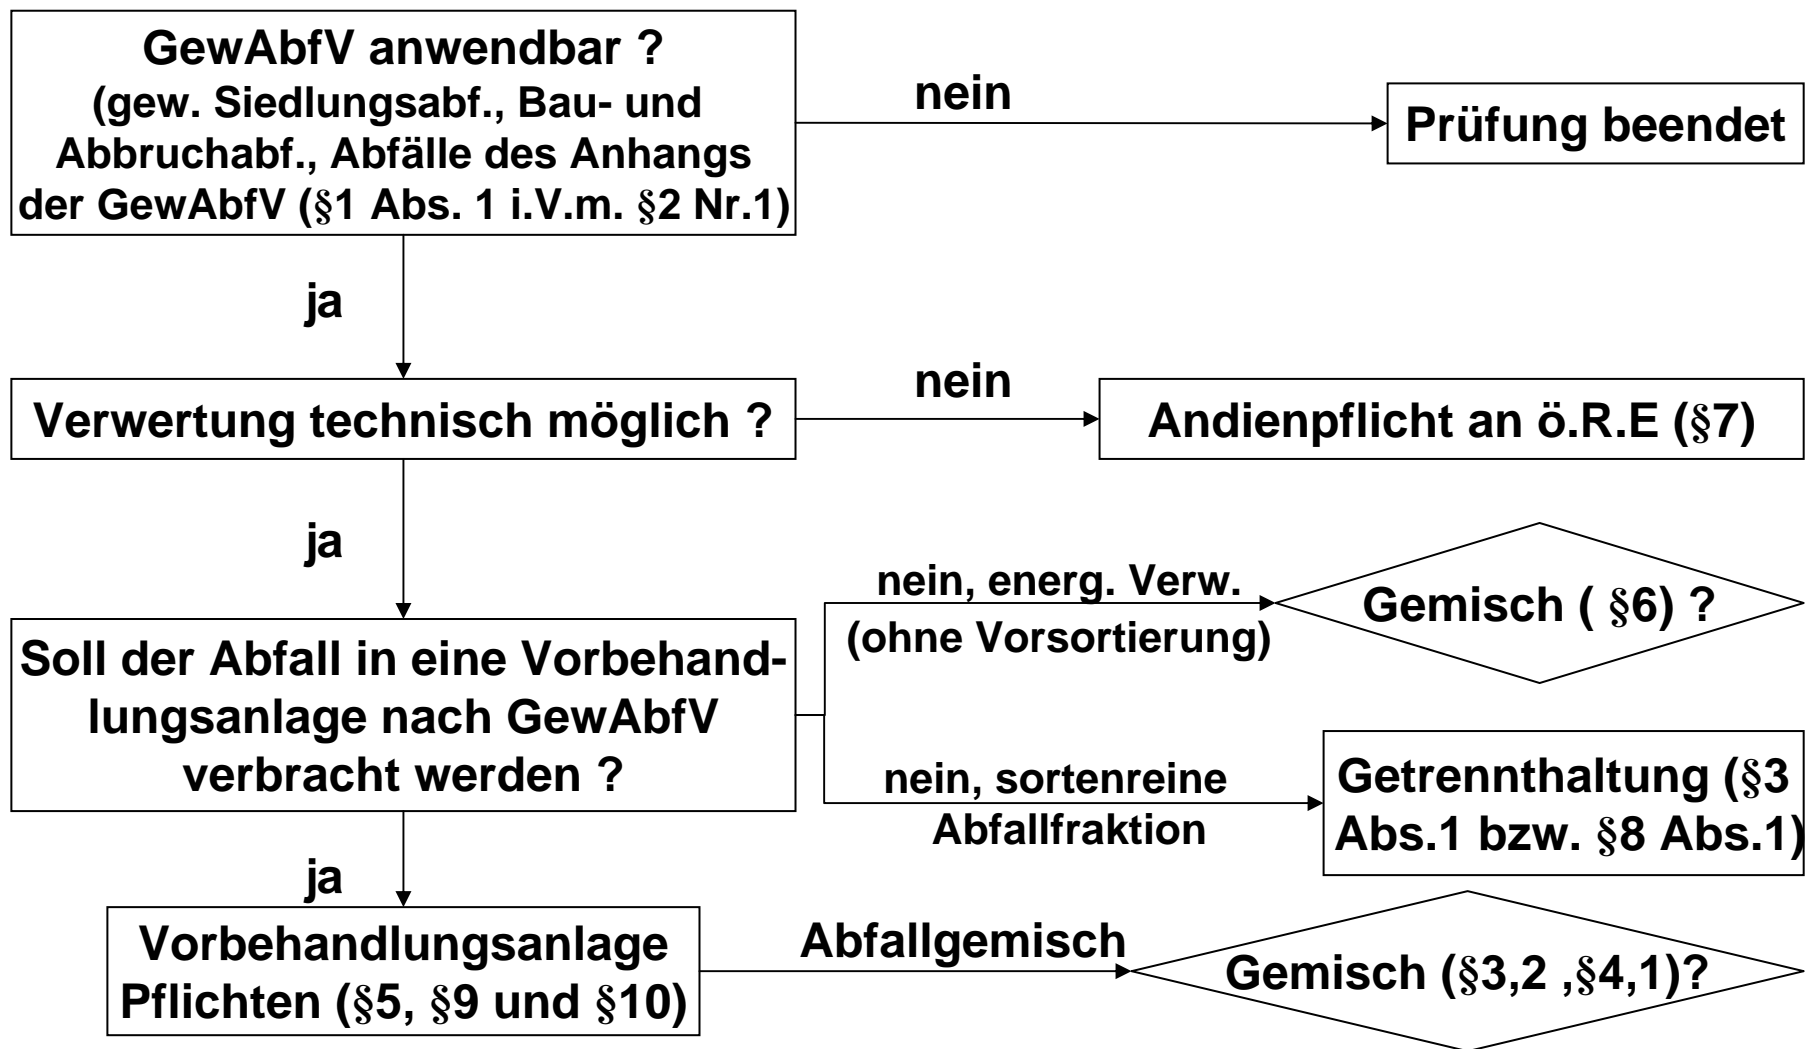 GewAbfV anwendbar ?
(gew. Siedlungsabf., Bau- und
Abbruchabf., Abfälle des Anhangs
der GewAbfV (§1 Abs. 1 i.V.m. §2 Nr.1)
nein
Prüfung beendet
ja
Verwertung technisch möglich ?
nein
Andienpflicht an ö.R.E (§7)
ja
Soll der Abfall in eine Vorbehand-
lungsanlage nach GewAbfV
verbracht werden ?
nein, energ. Verw.
(ohne Vorsortierung)
Gemisch ( §6) ?
nein, sortenreine
Abfallfraktion
Getrennthaltung (§3
Abs.1 bzw. §8 Abs.1)
ja
Vorbehandlungsanlage
Pflichten (§5, §9 und §10)
Abfallgemisch
Gemisch (§3,2 ,§4,1)?